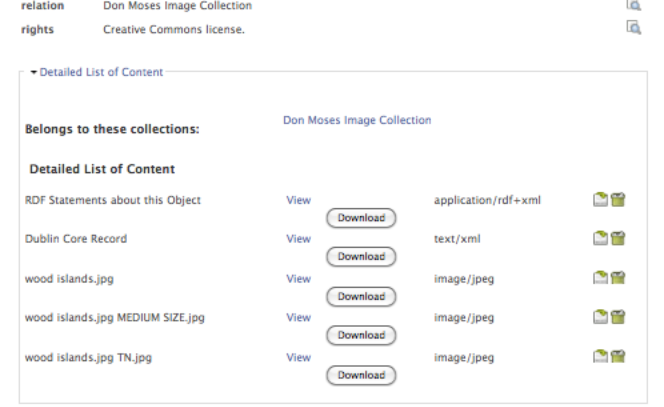 relation Don Moses Image Collection
rights Creative Commons license.
Detailed List of Content
Belongs to these collections: Don Moses Image Collection
Detailed List of Content
RDF Statements about this Object View Download application/rdf+xml
Dublin Core Record View Download text/xml
wood islands.jpg View Download image/jpeg
wood islands.jpg MEDIUM SIZE.jpg View Download image/jpeg
wood islands.jpg TN.jpg View Download image/jpeg